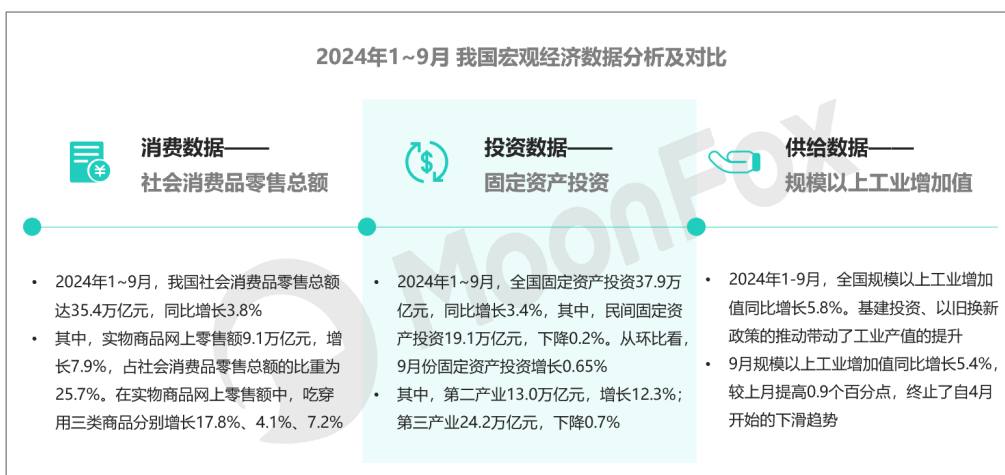 2024年1~9月 我国宏观经济数据分析及对比
消费数据——
社会消费品零售总额
• 2024年1~9月，我国社会消费品零售总额
达35.4万亿元，同比增长3.8%
• 其中，实物商品网上零售额9.1万亿元，增
长7.9%，占社会消费品零售总额的比重为
25.7%。在实物商品网上零售额中，吃穿
用三类商品分别增长17.8%、4.1%、7.2%
投资数据——
固定资产投资
• 2024年1~9月，全国固定资产投资37.9万
亿元，同比增长3.4%，其中，民间固定资
产投资19.1万亿元，下降0.2%。从环比看，
9月份固定资产投资增长0.65%
• 其中，第二产业13.0万亿元，增长12.3%；
第三产业24.2万亿元，下降0.7%
供给数据——
规模以上工业增加值
• 2024年1-9月，全国规模以上工业增加
值同比增长5.8%。基建投资、以旧换新
政策的推动带动了工业产值的提升
• 9月规模以上工业增加值同比增长5.4%，
较上月提高0.9个百分点，终止了自4月
开始的下滑趋势
MoonFox